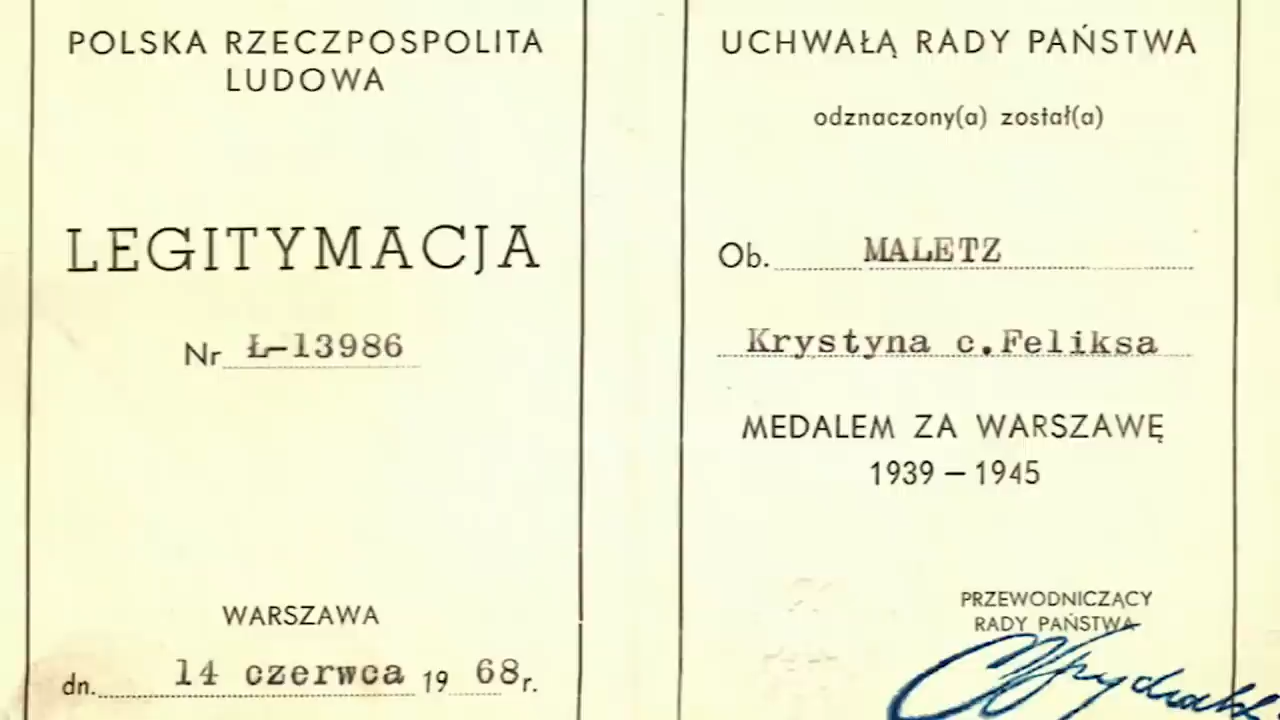 POLSKA RZECZPOSPOLITA
LUDOWA
LEGITYMACJA
Nr Ł-13986
WARSZAWA
dn. 14 czerwca 19 68r.
UCHWAŁĄ RADY PAŃSTWA
odznaczony(a) został(a)
Ob. MALETZ
Krystyna c.Feliksa
MEDALEM ZA WARSZAWĘ
1939 – 1945
PRZEWODNICZĄCY
RADY PAŃSTWA